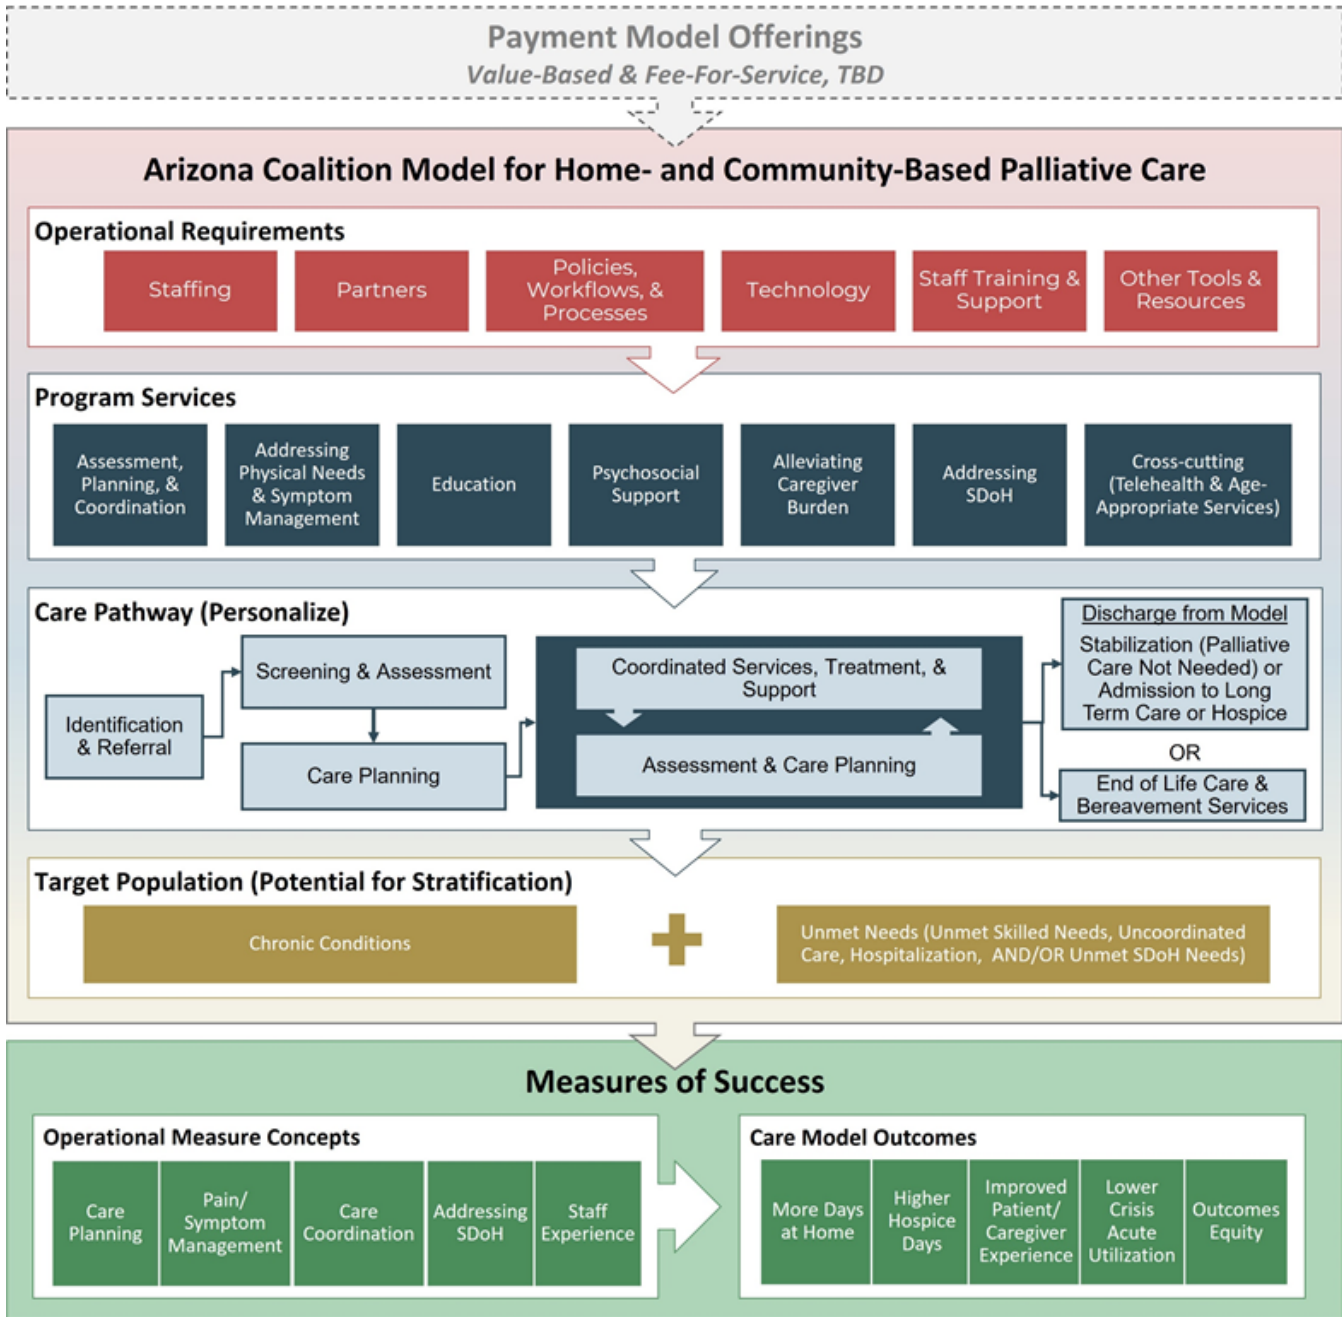 Payment Model Offerings
Value-Based & Fee-For-Service, TBD
Arizona Coalition Model for Home- and Community-Based Palliative Care
Operational Requirements
Staffing
Partners
Policies,
Workflows, &
Processes
Technology
Staff Training &
Support
Other Tools &
Resources
Program Services
Assessment,
Planning, &
Coordination
Addressing
Physical Needs
& Symptom
Management
Education
Psychosocial
Support
Alleviating
Caregiver
Burden
Addressing
SDoH
Cross-cutting
(Telehealth & Age-
Appropriate Services)
Care Pathway (Personalize)
Identification
& Referral
Screening & Assessment
Care Planning
Coordinated Services, Treatment, &
Support
Assessment & Care Planning
Discharge from Model
Stabilization (Palliative
Care Not Needed) or
Admission to Long
Term Care or Hospice
OR
End of Life Care &
Bereavement Services
Target Population (Potential for Stratification)
Chronic Conditions
Unmet Needs (Unmet Skilled Needs, Uncoordinated
Care, Hospitalization, AND/OR Unmet SDoH Needs)
Measures of Success
Operational Measure Concepts
Care
Planning
Pain/
Symptom
Management
Care
Coordination
Addressing
SDoH
Staff
Experience
Care Model Outcomes
More Days
at Home
Higher
Hospice
Days
Improved
Patient/
Caregiver
Experience
Lower
Crisis
Acute
Utilization
Outcomes
Equity